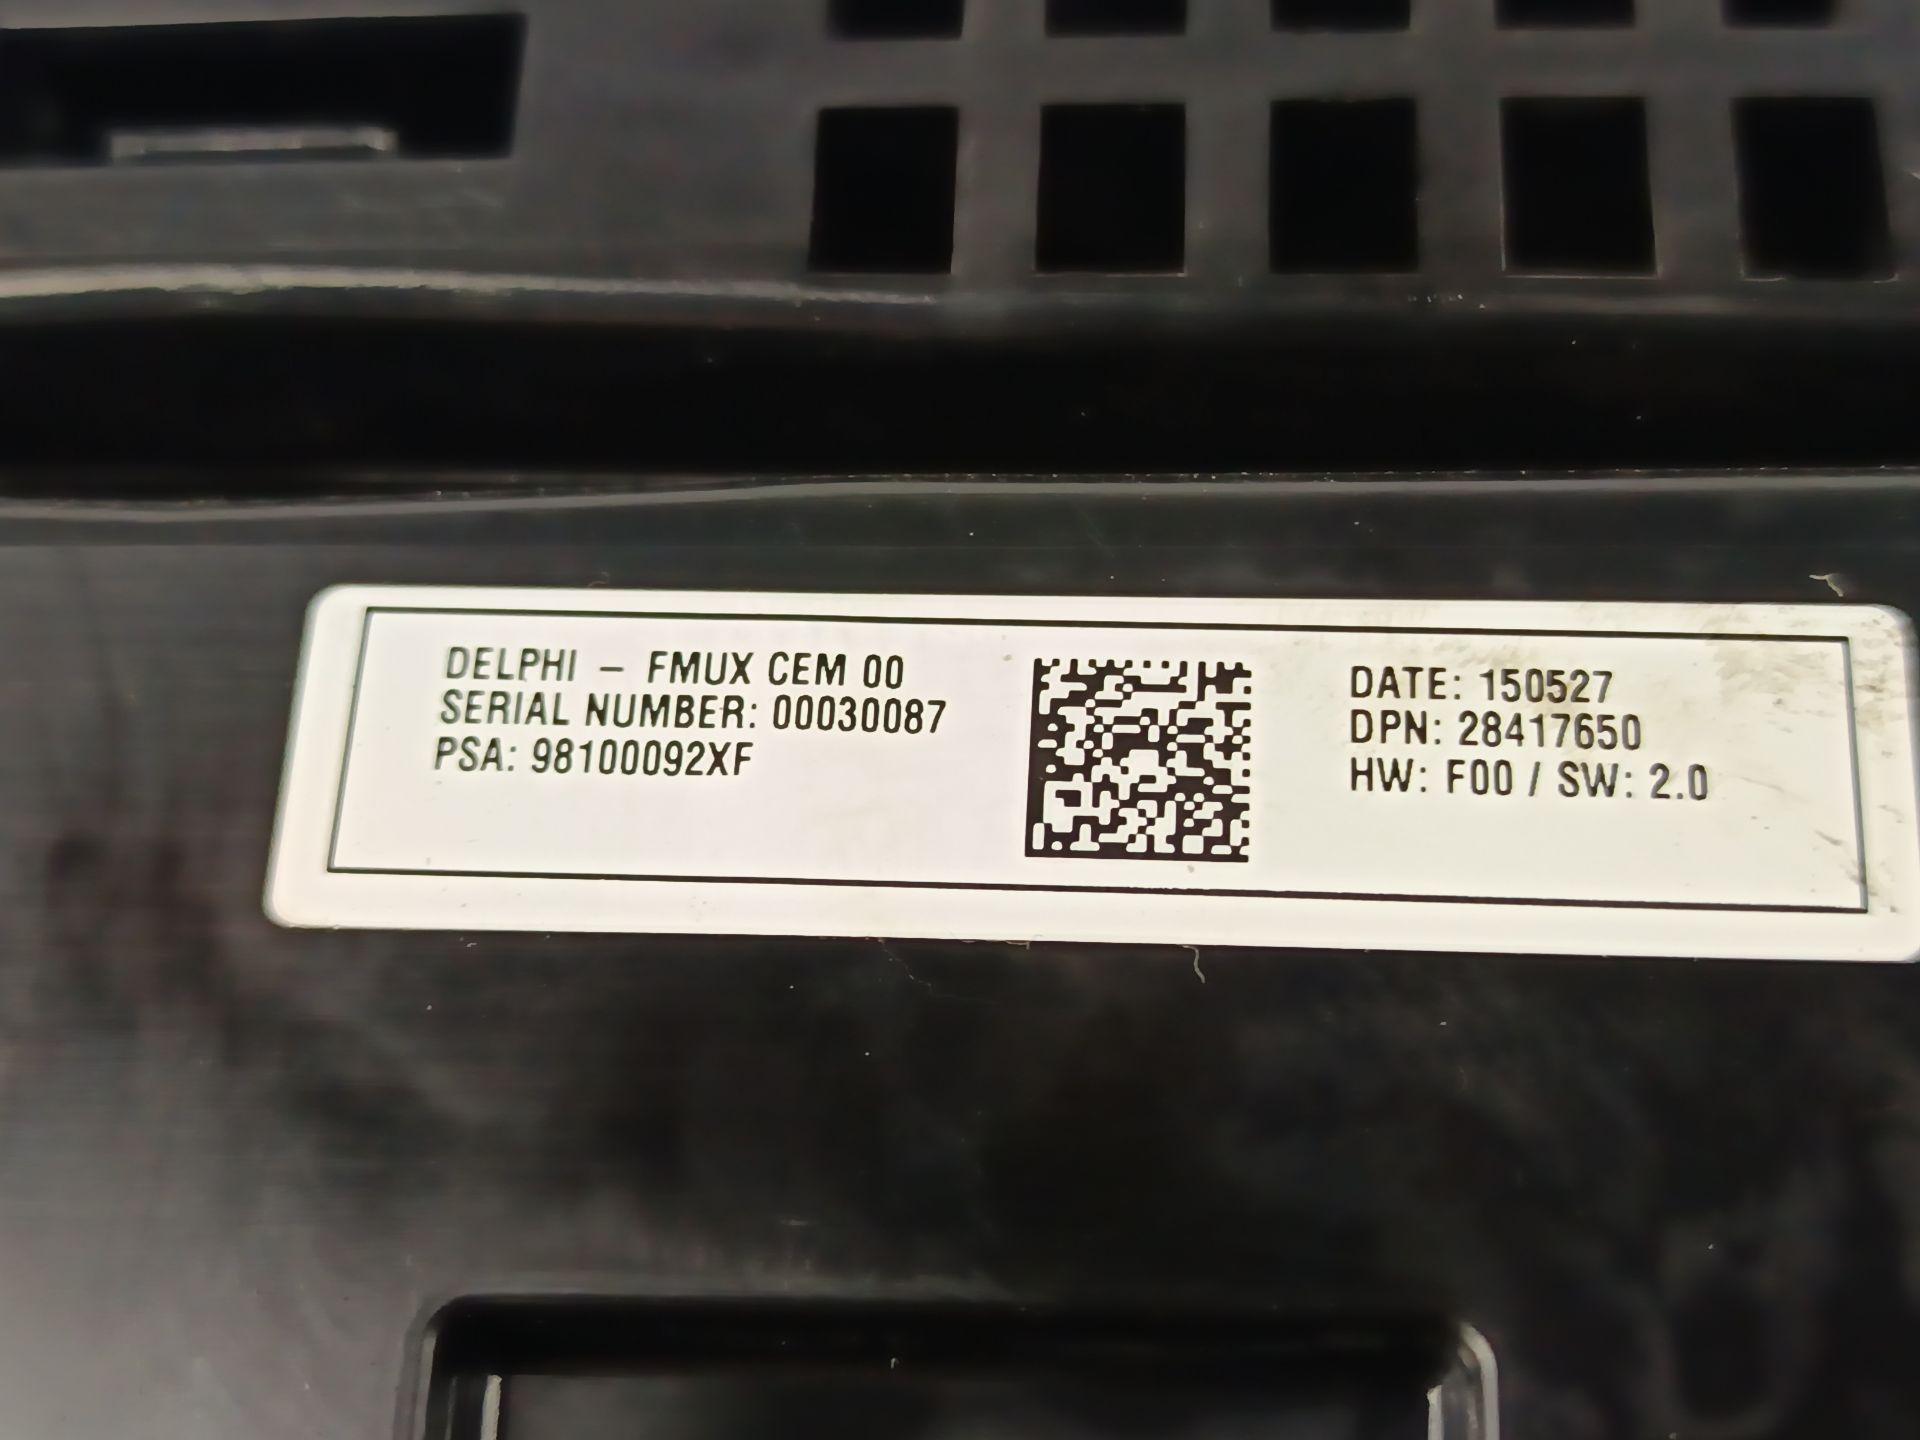 DELPHI - FMUX CEM 00
SERIAL NUMBER: 00030087
PSA: 98100092XF
DATE: 150527
DPN: 28417650
HW: F00 / SW: 2.0